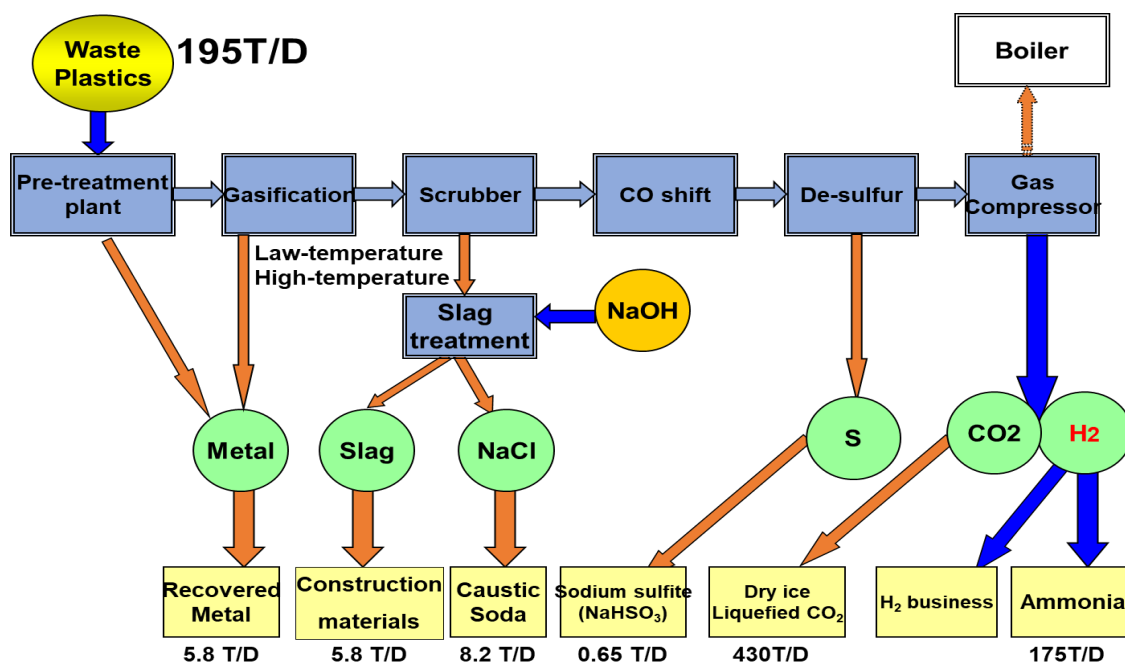 Waste
Plastics
195T/D
Boiler
Pre-treatment
plant
Gasification
Scrubber
CO shift
De-sulfur
Gas
Compressor
Law-temperature
High-temperature
Slag
treatment
NaOH
Metal
Slag
NaCl
S
CO2
H2
Recovered
Metal
Construction
materials
Caustic
Soda
Sodium sulfite
(NaHSO₃)
Dry ice
Liquefied CO₂
H₂ business
Ammonia
5.8 T/D
5.8 T/D
8.2 T/D
0.65 T/D
430T/D
175T/D